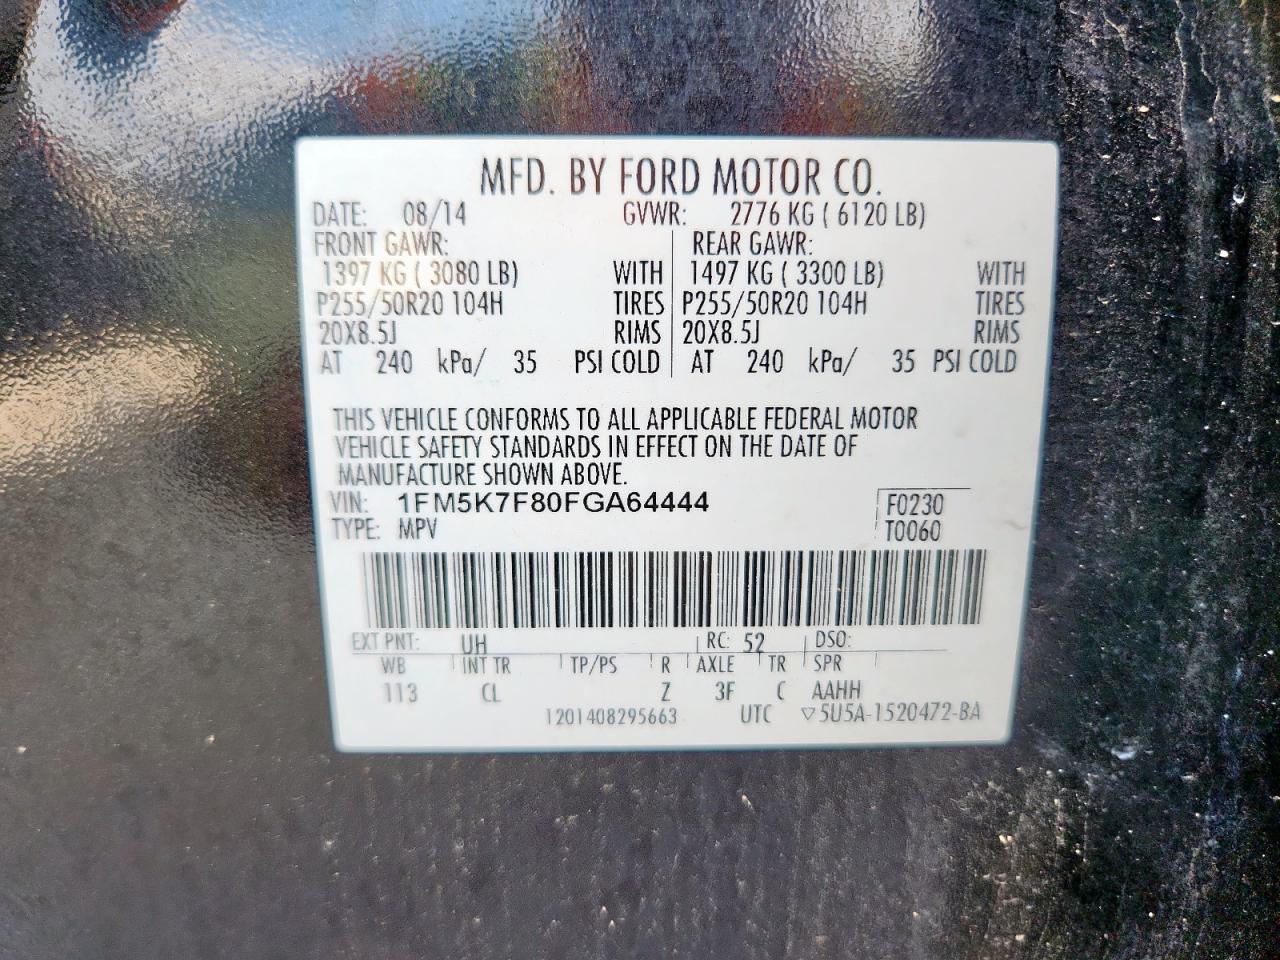 MFD. BY FORD MOTOR CO.
DATE: 08/14 GVWR: 2776 KG ( 6120 LB)
FRONT GAWR: REAR GAWR:
1397 KG ( 3080 LB) WITH 1497 KG ( 3300 LB) WITH
P255/50R20 104H TIRES P255/50R20 104H TIRES
20X8.5J RIMS 20X8.5J RIMS
AT 240 kPa/ 35 PSI COLD AT 240 kPa/ 35 PSI COLD
THIS VEHICLE CONFORMS TO ALL APPLICABLE FEDERAL MOTOR
VEHICLE SAFETY STANDARDS IN EFFECT ON THE DATE OF
MANUFACTURE SHOWN ABOVE.
VIN: 1FM5K7F80FGA64444 F0230
TYPE: MPV T0060
EXT PNT: UH RC: 52 DSO:
WB INT TR TP/PS R AXLE TR SPR
113 CL Z 3F C AAHH
1201408295663 UTC ▽5U5A-1520472-BA